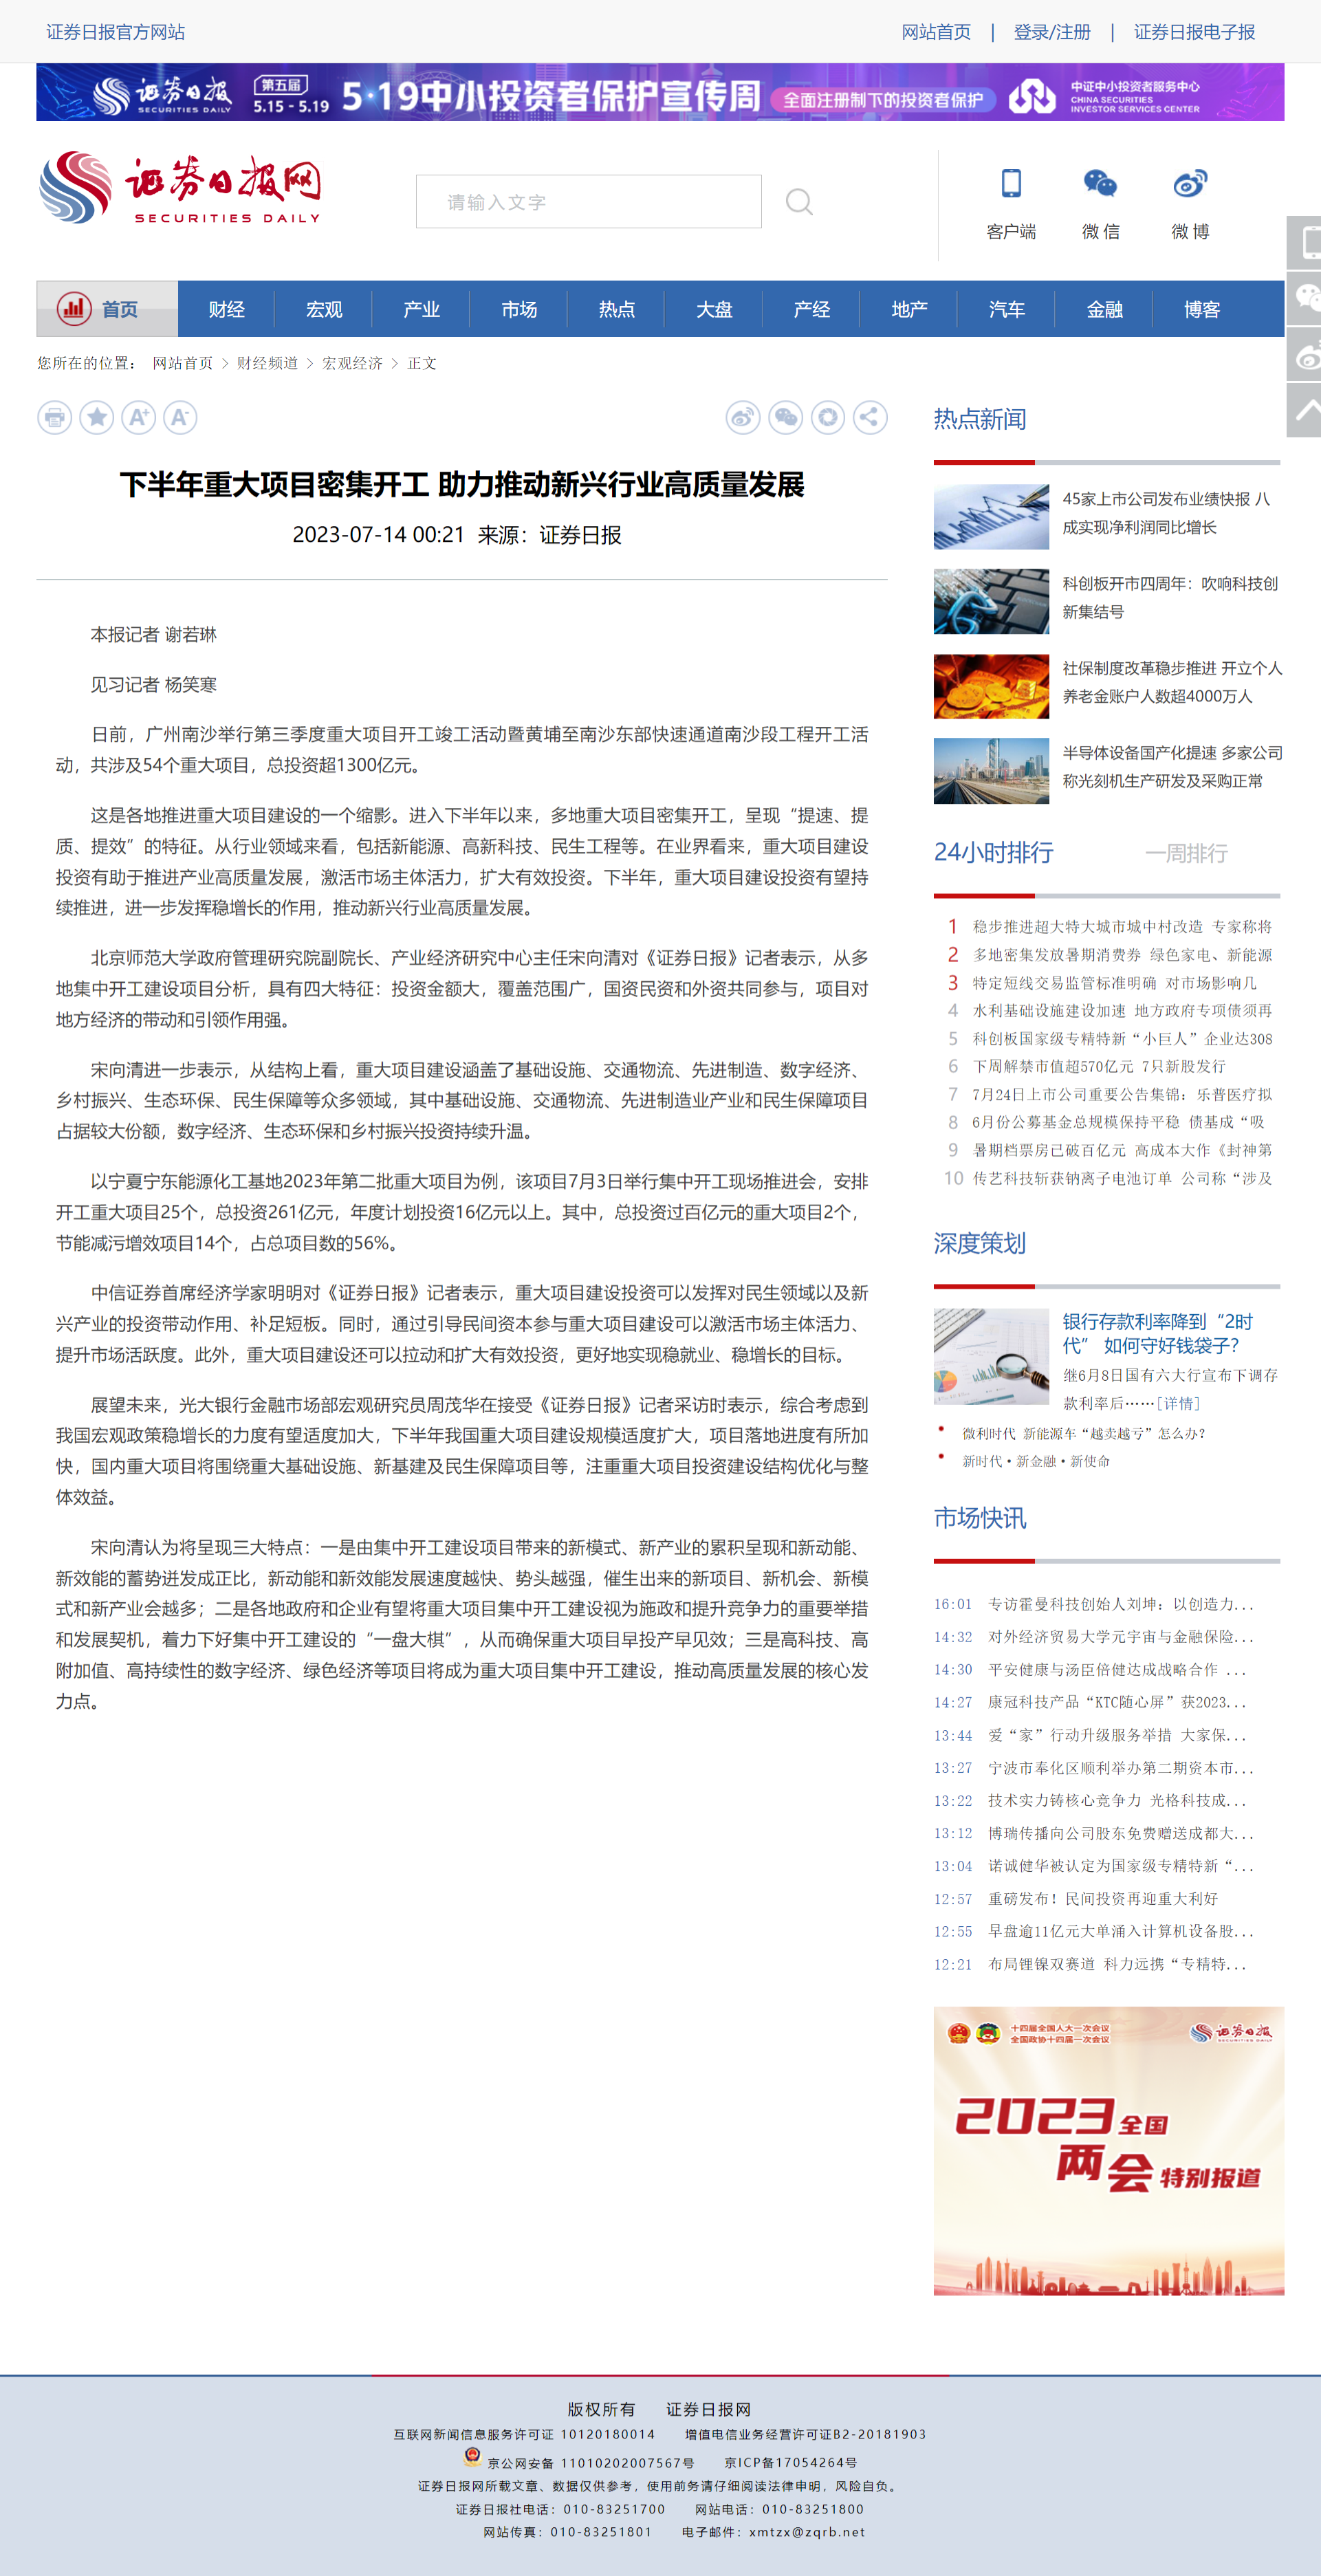 证券日报官方网站
网站首页 | 登录/注册 | 证券日报电子报
证券日报 SECURITIES DAILY 第五届 5.15 - 5.19 5·19中小投资者保护宣传周 全面注册制下的投资者保护 中证中小投资者服务中心 CHINA SECURITIES INVESTOR SERVICES CENTER
证券日报网
SECURITIES DAILY
请输入文字
客户端 微 信 微 博
首页 财经 宏观 产业 市场 热点 大盘 产经 地产 汽车 金融 博客
您所在的位置： 网站首页 > 财经频道 > 宏观经济 > 正文
A+ A-
下半年重大项目密集开工 助力推动新兴行业高质量发展
2023-07-14 00:21 来源：证券日报
本报记者 谢若琳
见习记者 杨笑寒
日前，广州南沙举行第三季度重大项目开工竣工活动暨黄埔至南沙东部快速通道南沙段工程开工活
动，共涉及54个重大项目，总投资超1300亿元。
这是各地推进重大项目建设的一个缩影。进入下半年以来，多地重大项目密集开工，呈现“提速、提
质、提效”的特征。从行业领域来看，包括新能源、高新科技、民生工程等。在业界看来，重大项目建设
投资有助于推进产业高质量发展，激活市场主体活力，扩大有效投资。下半年，重大项目建设投资有望持
续推进，进一步发挥稳增长的作用，推动新兴行业高质量发展。
北京师范大学政府管理研究院副院长、产业经济研究中心主任宋向清对《证券日报》记者表示，从多
地集中开工建设项目分析，具有四大特征：投资金额大，覆盖范围广，国资民资和外资共同参与，项目对
地方经济的带动和引领作用强。
宋向清进一步表示，从结构上看，重大项目建设涵盖了基础设施、交通物流、先进制造、数字经济、
乡村振兴、生态环保、民生保障等众多领域，其中基础设施、交通物流、先进制造业产业和民生保障项目
占据较大份额，数字经济、生态环保和乡村振兴投资持续升温。
以宁夏宁东能源化工基地2023年第二批重大项目为例，该项目7月3日举行集中开工现场推进会，安排
开工重大项目25个，总投资261亿元，年度计划投资16亿元以上。其中，总投资过百亿元的重大项目2个，
节能减污增效项目14个，占总项目数的56%。
中信证券首席经济学家明明对《证券日报》记者表示，重大项目建设投资可以发挥对民生领域以及新
兴产业的投资带动作用、补足短板。同时，通过引导民间资本参与重大项目建设可以激活市场主体活力、
提升市场活跃度。此外，重大项目建设还可以拉动和扩大有效投资，更好地实现稳就业、稳增长的目标。
展望未来，光大银行金融市场部宏观研究员周茂华在接受《证券日报》记者采访时表示，综合考虑到
我国宏观政策稳增长的力度有望适度加大，下半年我国重大项目建设规模适度扩大，项目落地进度有所加
快，国内重大项目将围绕重大基础设施、新基建及民生保障项目等，注重重大项目投资建设结构优化与整
体效益。
宋向清认为将呈现三大特点：一是由集中开工建设项目带来的新模式、新产业的累积呈现和新动能、
新效能的蓄势迸发成正比，新动能和新效能发展速度越快、势头越强，催生出来的新项目、新机会、新模
式和新产业会越多；二是各地政府和企业有望将重大项目集中开工建设视为施政和提升竞争力的重要举措
和发展契机，着力下好集中开工建设的“一盘大棋”，从而确保重大项目早投产早见效；三是高科技、高
附加值、高持续性的数字经济、绿色经济等项目将成为重大项目集中开工建设，推动高质量发展的核心发
力点。
热点新闻
45家上市公司发布业绩快报 八
成实现净利润同比增长
科创板开市四周年：吹响科技创
新集结号
社保制度改革稳步推进 开立个人
养老金账户人数超4000万人
半导体设备国产化提速 多家公司
称光刻机生产研发及采购正常
24小时排行 一周排行
1 稳步推进超大特大城市城中村改造 专家称将
2 多地密集发放暑期消费券 绿色家电、新能源
3 特定短线交易监管标准明确 对市场影响几
4 水利基础设施建设加速 地方政府专项债须再
5 科创板国家级专精特新“小巨人”企业达308
6 下周解禁市值超570亿元 7只新股发行
7 7月24日上市公司重要公告集锦：乐普医疗拟
8 6月份公募基金总规模保持平稳 债基成“吸
9 暑期档票房已破百亿元 高成本大作《封神第
10 传艺科技斩获钠离子电池订单 公司称“涉及
深度策划
银行存款利率降到“2时
代” 如何守好钱袋子？
继6月8日国有六大行宣布下调存
款利率后……[详情]
微利时代 新能源车“越卖越亏”怎么办？
新时代·新金融·新使命
市场快讯
16:01 专访霍曼科技创始人刘坤：以创造力...
14:32 对外经济贸易大学元宇宙与金融保险...
14:30 平安健康与汤臣倍健达成战略合作 ...
14:27 康冠科技产品“KTC随心屏”获2023...
13:44 爱“家”行动升级服务举措 大家保...
13:27 宁波市奉化区顺利举办第二期资本市...
13:22 技术实力铸核心竞争力 光格科技成...
13:12 博瑞传播向公司股东免费赠送成都大...
13:04 诺诚健华被认定为国家级专精特新“...
12:57 重磅发布！民间投资再迎重大利好
12:55 早盘逾11亿元大单涌入计算机设备股...
12:21 布局锂镍双赛道 科力远携“专精特...
十四届全国人大一次会议
全国政协十四届一次会议
证券日报
SECURITIES DAILY
2023全国
两会特别报道
版权所有 证券日报网
互联网新闻信息服务许可证 10120180014 增值电信业务经营许可证B2-20181903
京公网安备 11010202007567号 京ICP备17054264号
证券日报网所载文章、数据仅供参考，使用前务请仔细阅读法律申明，风险自负。
证券日报社电话：010-83251700 网站电话：010-83251800
网站传真：010-83251801 电子邮件：xmtzx@zqrb.net